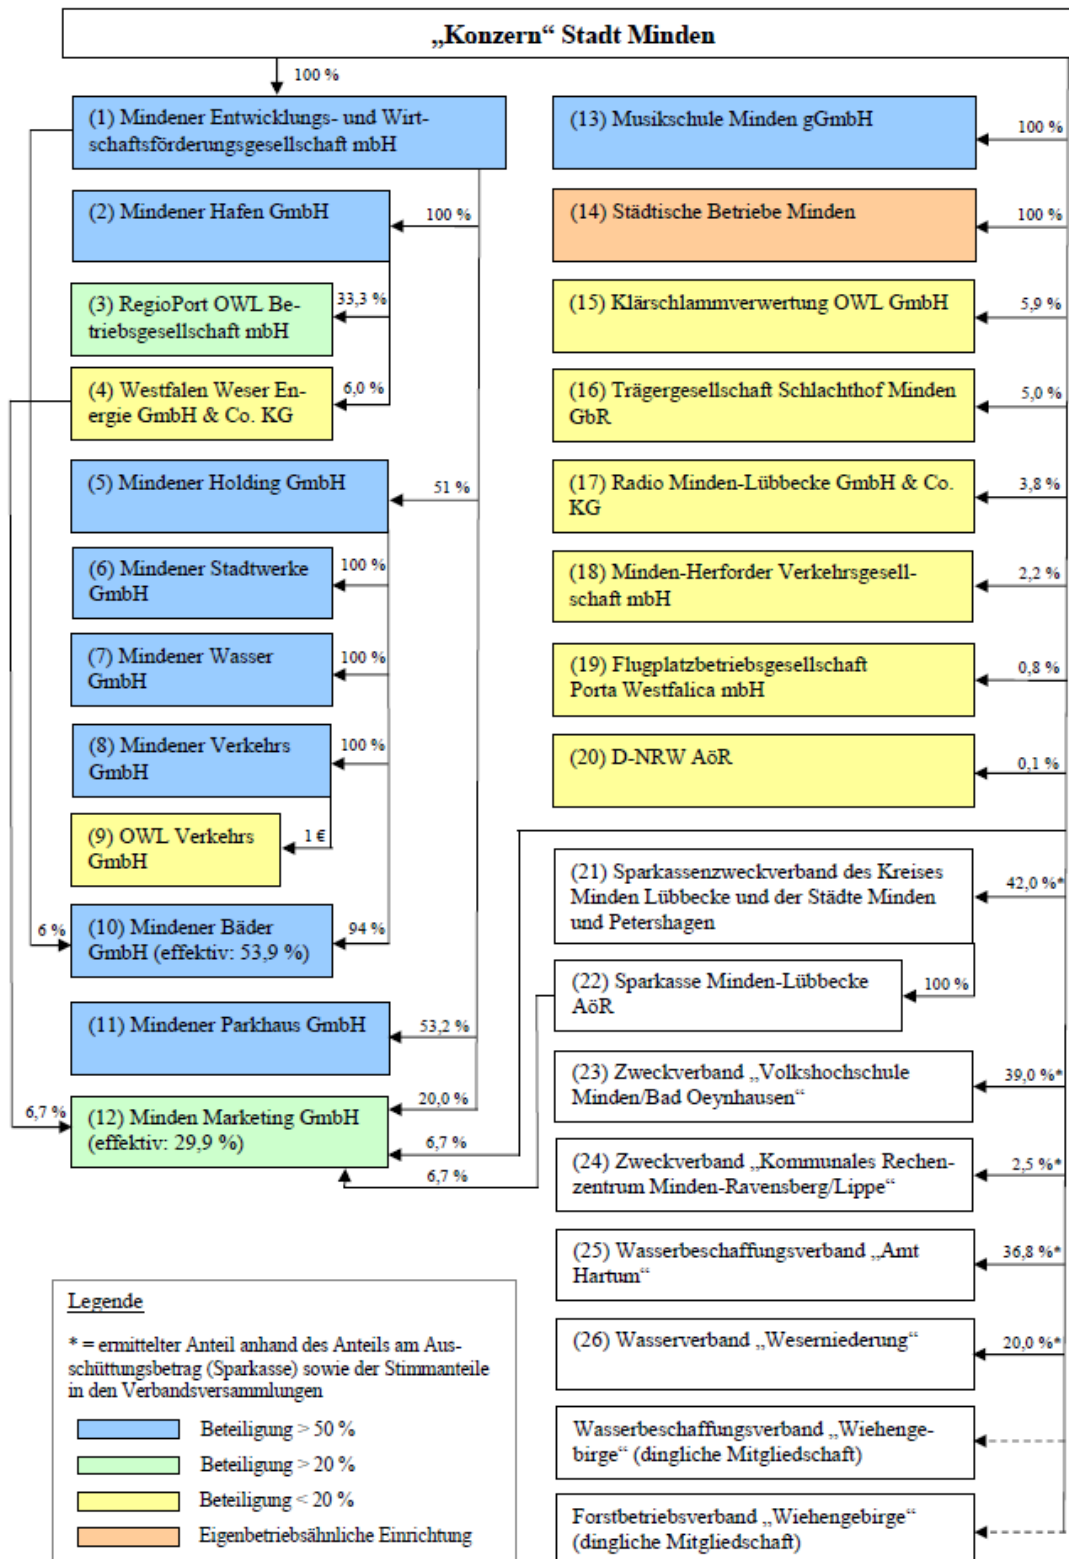 „Konzern“ Stadt Minden
100 %
(1) Mindener Entwicklungs- und Wirt-
schaftsförderungsgesellschaft mbH
(2) Mindener Hafen GmbH
100 %
(3) RegioPort OWL Be-
triebsgesellschaft mbH
33,3 %
(4) Westfalen Weser En-
ergie GmbH & Co. KG
6,0 %
(5) Mindener Holding GmbH
51 %
(6) Mindener Stadtwerke
GmbH
100 %
(7) Mindener Wasser
GmbH
100 %
(8) Mindener Verkehrs
GmbH
100 %
(9) OWL Verkehrs
GmbH
1 €
6 %
(10) Mindener Bäder
GmbH (effektiv: 53,9 %)
94 %
(11) Mindener Parkhaus GmbH
53,2 %
6,7 %
(12) Minden Marketing GmbH
(effektiv: 29,9 %)
20,0 %
6,7 %
6,7 %
(13) Musikschule Minden gGmbH
100 %
(14) Städtische Betriebe Minden
100 %
(15) Klärschlammverwertung OWL GmbH
5,9 %
(16) Trägergesellschaft Schlachthof Minden
GbR
5,0 %
(17) Radio Minden-Lübbecke GmbH & Co.
KG
3,8 %
(18) Minden-Herforder Verkehrsgesell-
schaft mbH
2,2 %
(19) Flugplatzbetriebsgesellschaft
Porta Westfalica mbH
0,8 %
(20) D-NRW AöR
0,1 %
(21) Sparkassenzweckverband des Kreises
Minden Lübbecke und der Städte Minden
und Petershagen
42,0 %*
(22) Sparkasse Minden-Lübbecke
AöR
100 %
(23) Zweckverband „Volkshochschule
Minden/Bad Oeynhausen“
39,0 %*
(24) Zweckverband „Kommunales Rechen-
zentrum Minden-Ravensberg/Lippe“
2,5 %*
(25) Wasserbeschaffungsverband „Amt
Hartum“
36,8 %*
(26) Wasserverband „Weserniederung“
20,0 %*
Wasserbeschaffungsverband „Wiehenge-
birge“ (dingliche Mitgliedschaft)
Forstbetriebsverband „Wiehengebirge“
(dingliche Mitgliedschaft)
Legende
* = ermittelter Anteil anhand des Anteils am Aus-
schüttungsbetrag (Sparkasse) sowie der Stimmanteile
in den Verbandsversammlungen
Beteiligung > 50 %
Beteiligung > 20 %
Beteiligung < 20 %
Eigenbetriebsähnliche Einrichtung